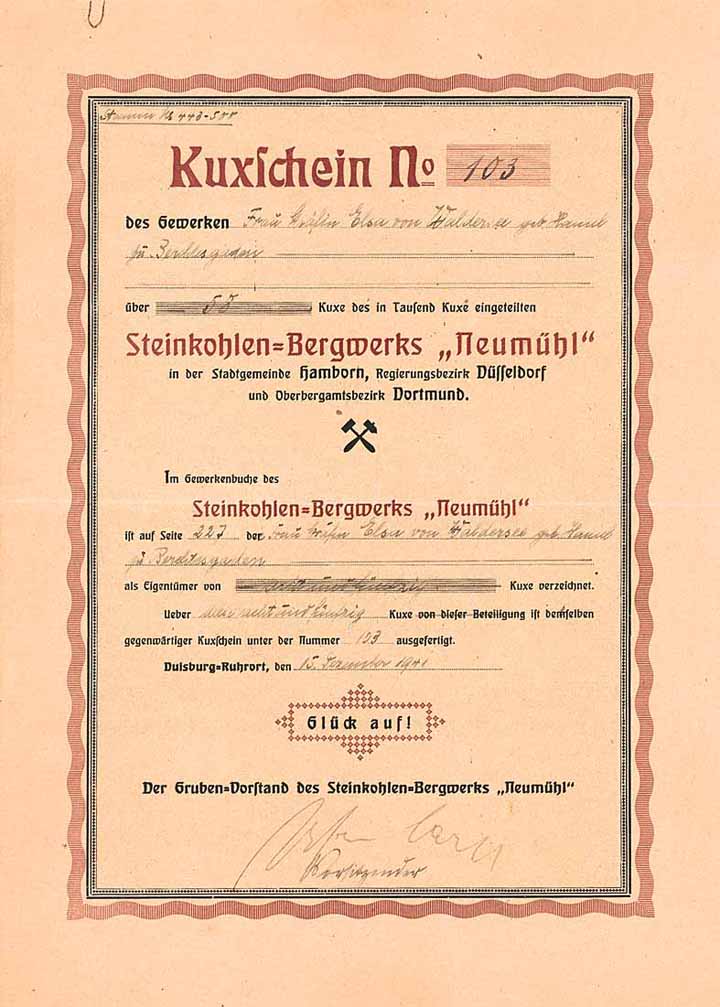 Kuxſchein No 103
des Gewerken Frau Gräfin Elsa von Waldersee geb. Haniel
zu Berchtesgaden
über 58 Kuxe des in Tauſend Kuxe eingeteilten
Steinkohlen=Bergwerks „Neumühl“
in der Stadtgemeinde Hamborn, Regierungsbezirk Düſſeldorf
und Oberbergamtsbezirk Dortmund.
Im Gewerkenbuche des
Steinkohlen=Bergwerks „Neumühl“
iſt auf Seite 227 der Frau Gräfin Elsa von Waldersee geb. Haniel
zu Berchtesgaden
als Eigentümer von achtundfünfzig Kuxe verzeichnet.
Ueber achtundfünfzig Kuxe von dieſer Beteiligung iſt demſelben
gegenwärtiger Kuxſchein unter der Nummer 103 ausgefertigt.
Duisburg=Ruhrort, den 15. Dezember 1941
Glück auf!
Der Gruben=Vorſtand des Steinkohlen=Bergwerks „Neumühl“
Vorsitzender